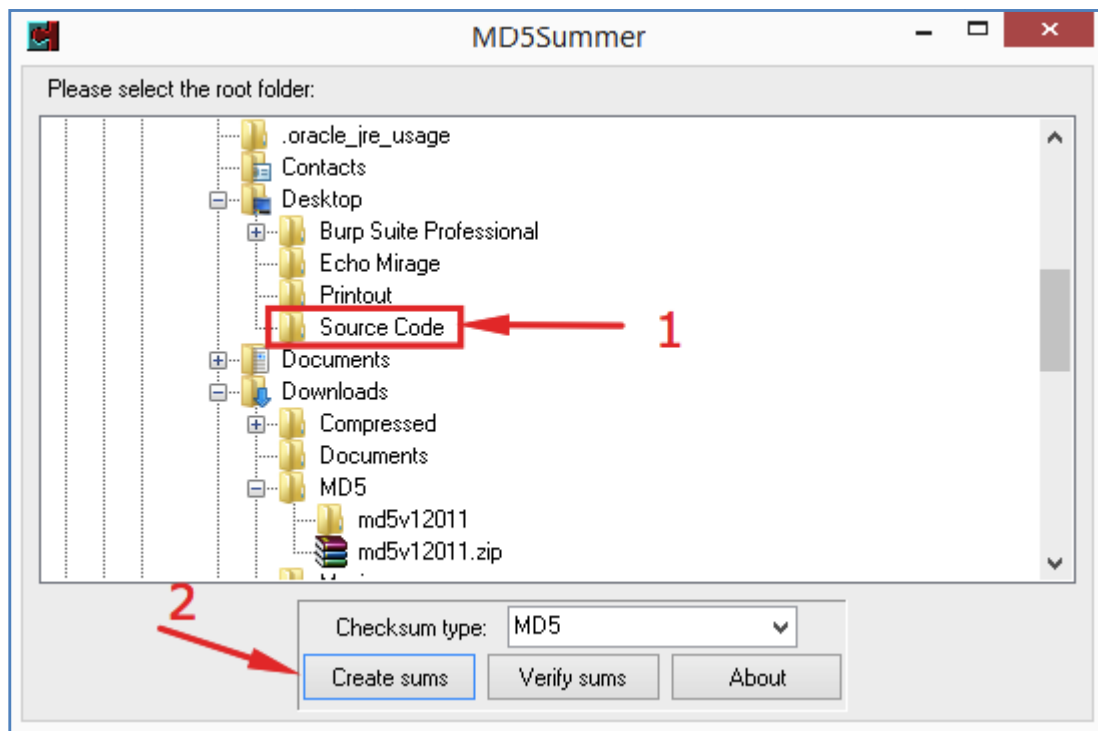 MD5Summer
Please select the root folder:
.oracle_jre_usage
Contacts
Desktop
Burp Suite Professional
Echo Mirage
Printout
Source Code
1
Documents
Downloads
Compressed
Documents
MD5
md5v12011
md5v12011.zip
2
Checksum type: MD5
Create sums Verify sums About